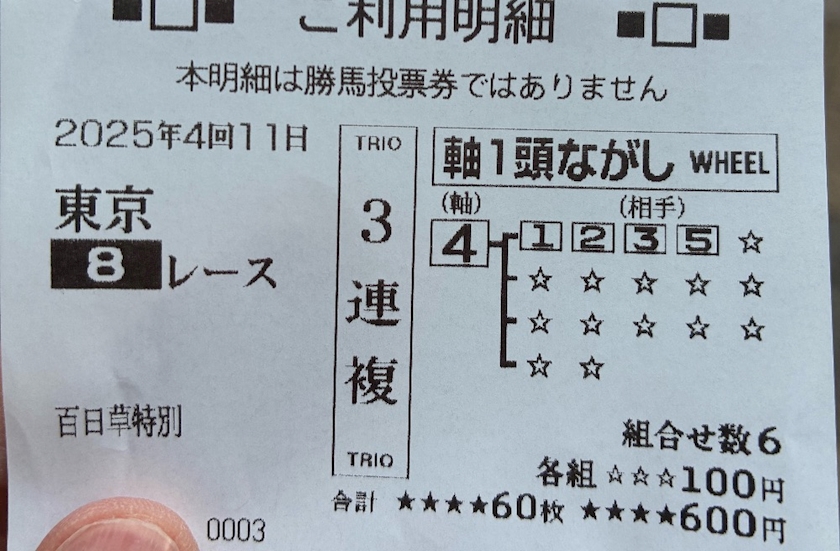 ご利用明細
本明細は勝馬投票券ではありません
2025年4回11日
東京
8レース
百日草特別
0003
TRIO
3連複
TRIO
軸1頭ながし WHEEL
(軸) (相手)
4 1 2 3 5 ☆
☆ ☆ ☆ ☆ ☆
☆ ☆ ☆ ☆ ☆
☆ ☆
組合せ数6
各組 ☆☆☆100円
合計 ★★★★60枚 ★★★★600円